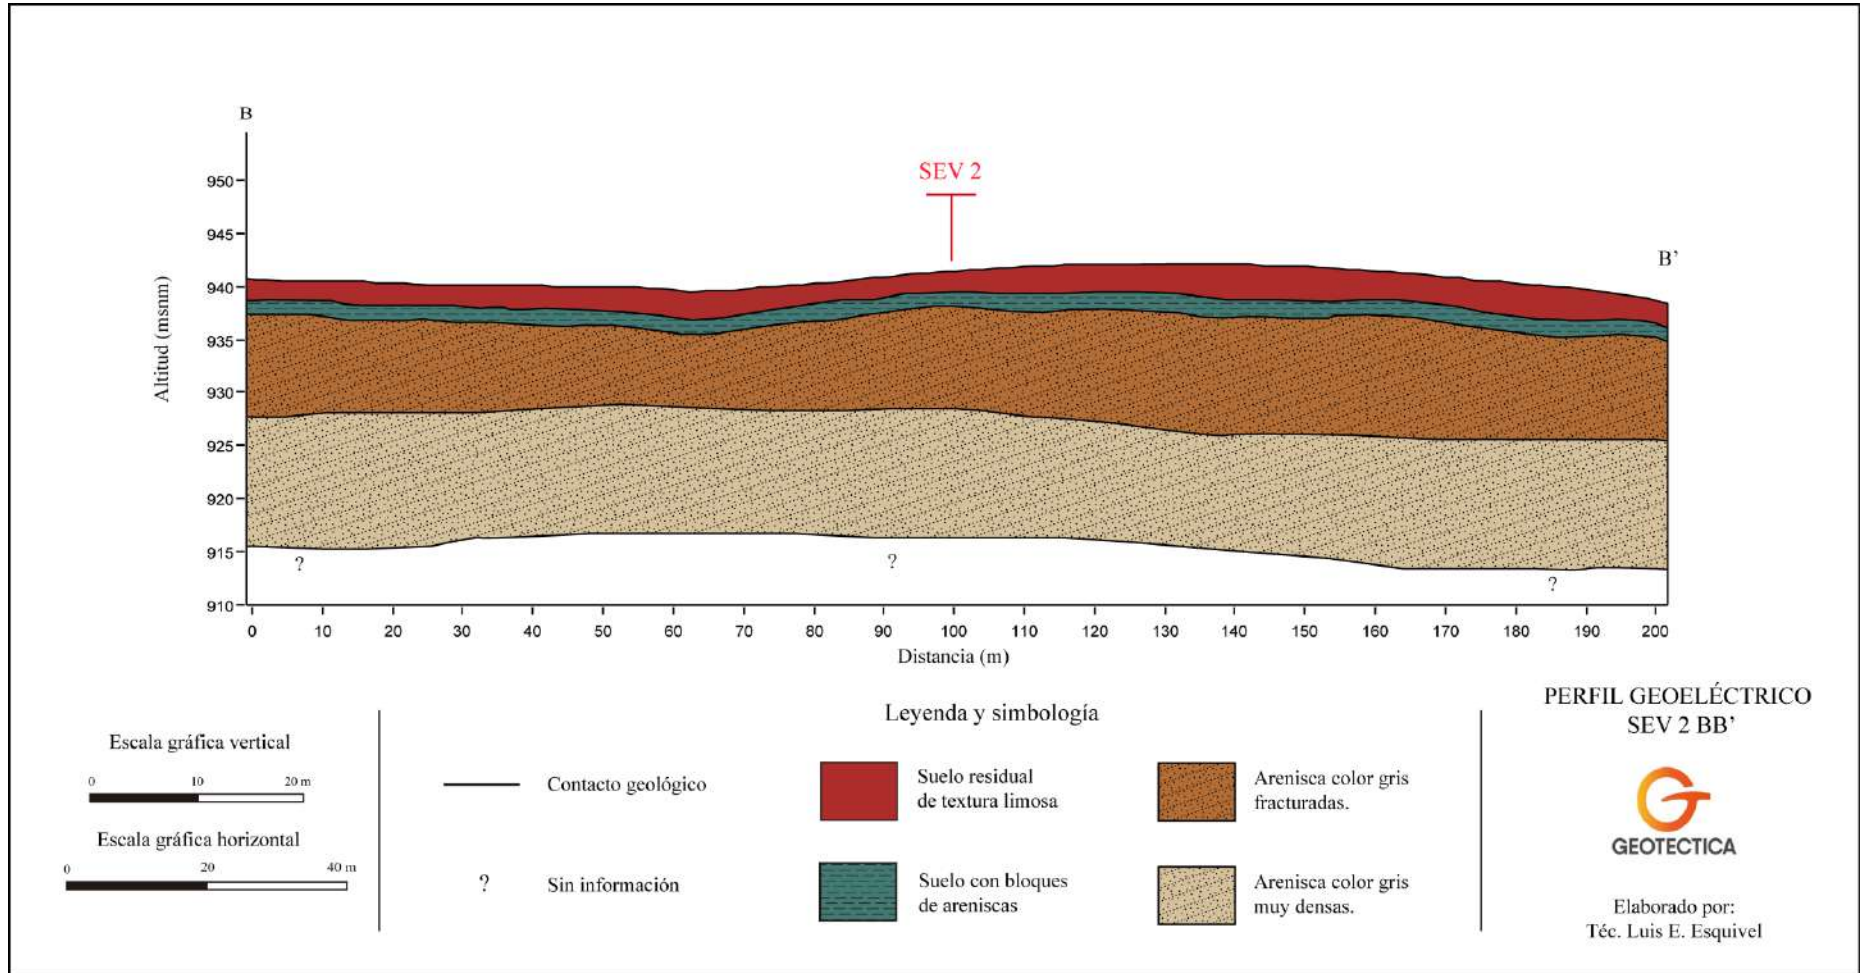 B
SEV 2
B’
950
945
940
935
930
925
920
915
910
Altitud (msnm)
?
?
?
0 10 20 30 40 50 60 70 80 90 100 110 120 130 140 150 160 170 180 190 200
Distancia (m)
Escala gráfica vertical
0 10 20 m
Escala gráfica horizontal
0 20 40 m
Leyenda y simbología
Contacto geológico
? Sin información
Suelo residual
de textura limosa
Suelo con bloques
de areniscas
Arenisca color gris
fracturadas.
Arenisca color gris
muy densas.
PERFIL GEOELÉCTRICO
SEV 2 BB’
GEOTECTICA
Elaborado por:
Téc. Luis E. Esquivel